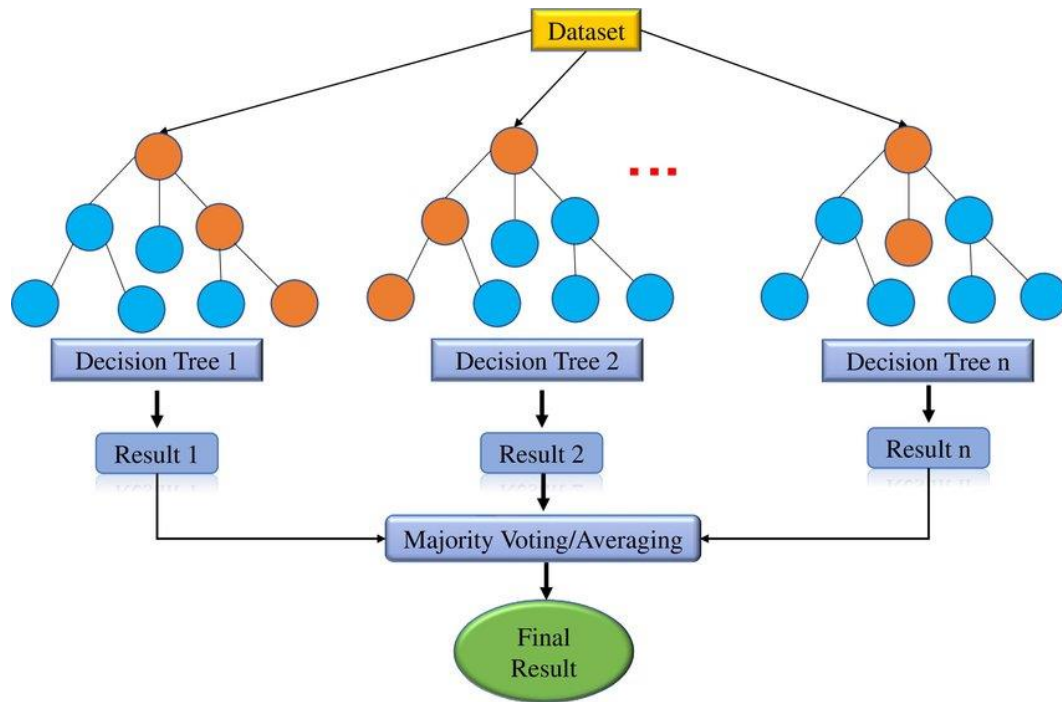 Dataset
Decision Tree 1
Decision Tree 2
Decision Tree n
Result 1
Result 2
Result n
Majority Voting/Averaging
Final
Result